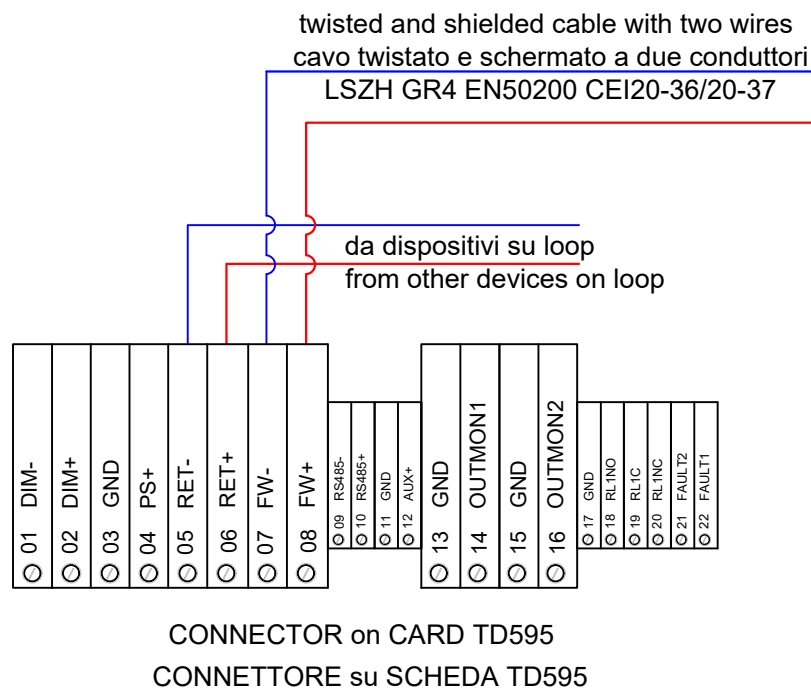 twisted and shielded cable with two wires
cavo twistato e schermato a due conduttori
LSZH GR4 EN50200 CEI20-36/20-37
da dispositivi su loop
from other devices on loop
01 DIM-
02 DIM+
03 GND
04 PS+
05 RET-
06 RET+
07 FW-
08 FW+
09 RS485-
10 RS485+
11 GND
12 AUX+
13 GND
14 OUTMON1
15 GND
16 OUTMON2
17 GND
18 RL1NO
19 RL1C
20 RL1NC
21 FAULT2
22 FAULT1
CONNECTOR on CARD TD595
CONNETTORE su SCHEDA TD595